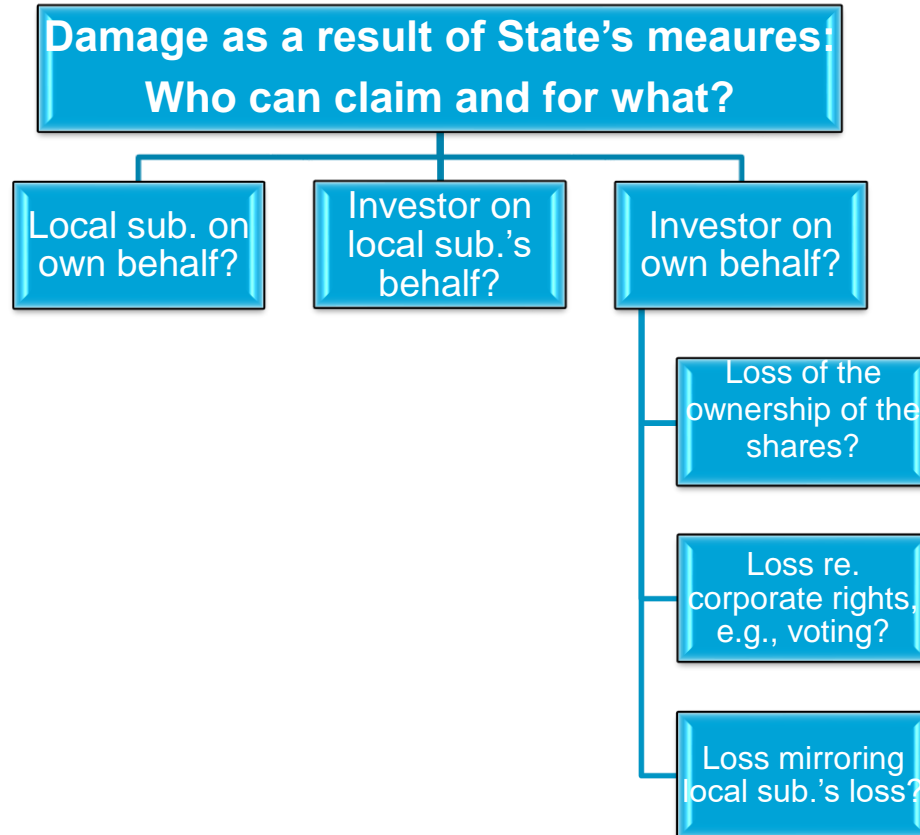 Damage as a result of State’s meaures:
Who can claim and for what?
Local sub. on
own behalf?
Investor on
local sub.’s
behalf?
Investor on
own behalf?
Loss of the
ownership of the
shares?
Loss re.
corporate rights,
e.g., voting?
Loss mirroring
local sub.’s loss?